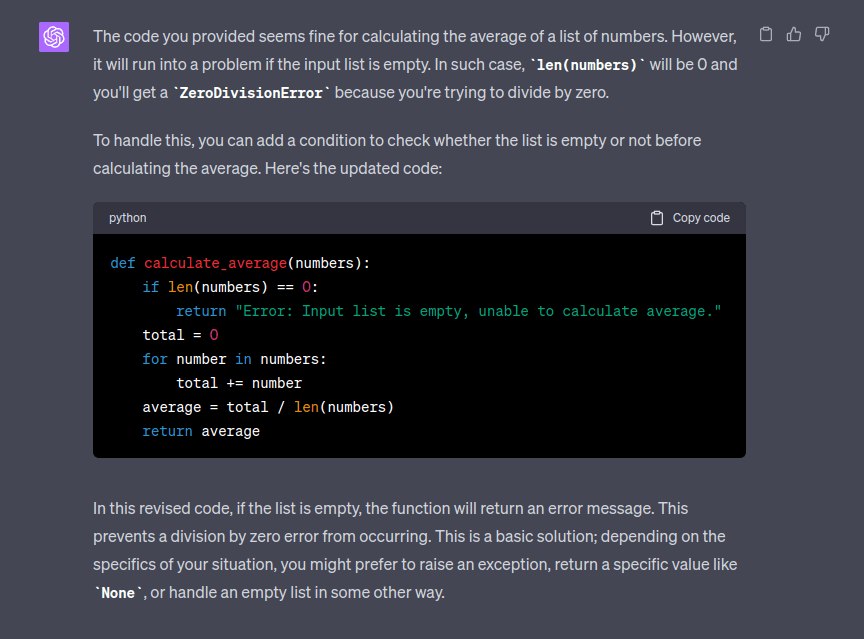 The code you provided seems fine for calculating the average of a list of numbers. However,
it will run into a problem if the input list is empty. In such case, `len(numbers)` will be 0 and
you'll get a `ZeroDivisionError` because you're trying to divide by zero.
To handle this, you can add a condition to check whether the list is empty or not before
calculating the average. Here's the updated code:
python
Copy code
def calculate_average(numbers):
    if len(numbers) == 0:
        return "Error: Input list is empty, unable to calculate average."
    total = 0
    for number in numbers:
        total += number
    average = total / len(numbers)
    return average
In this revised code, if the list is empty, the function will return an error message. This
prevents a division by zero error from occurring. This is a basic solution; depending on the
specifics of your situation, you might prefer to raise an exception, return a specific value like
`None`, or handle an empty list in some other way.